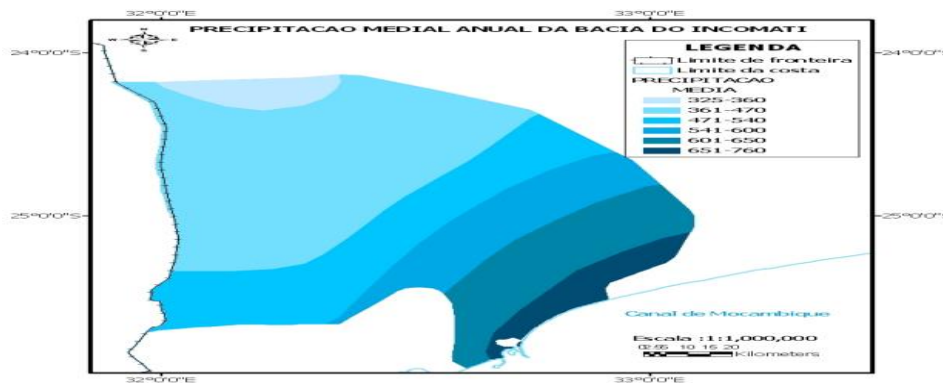 32°0'0"E 33°0'0"E
PRECIPITACAO MEDIAL ANUAL DA BACIA DO INCOMATI
N
W E
S
24°0'0"S 24°0'0"S
LEGENDA
Limite de fronteira
Limite da costa
PRECIPITACAO
MEDIA
325-360
361-470
471-540
541-600
601-650
651-760
25°0'0"S 25°0'0"S
Canal de Mocambique
Escala :1:1,000,000
10 15 20
Kilometers
32°0'0"E 33°0'0"E